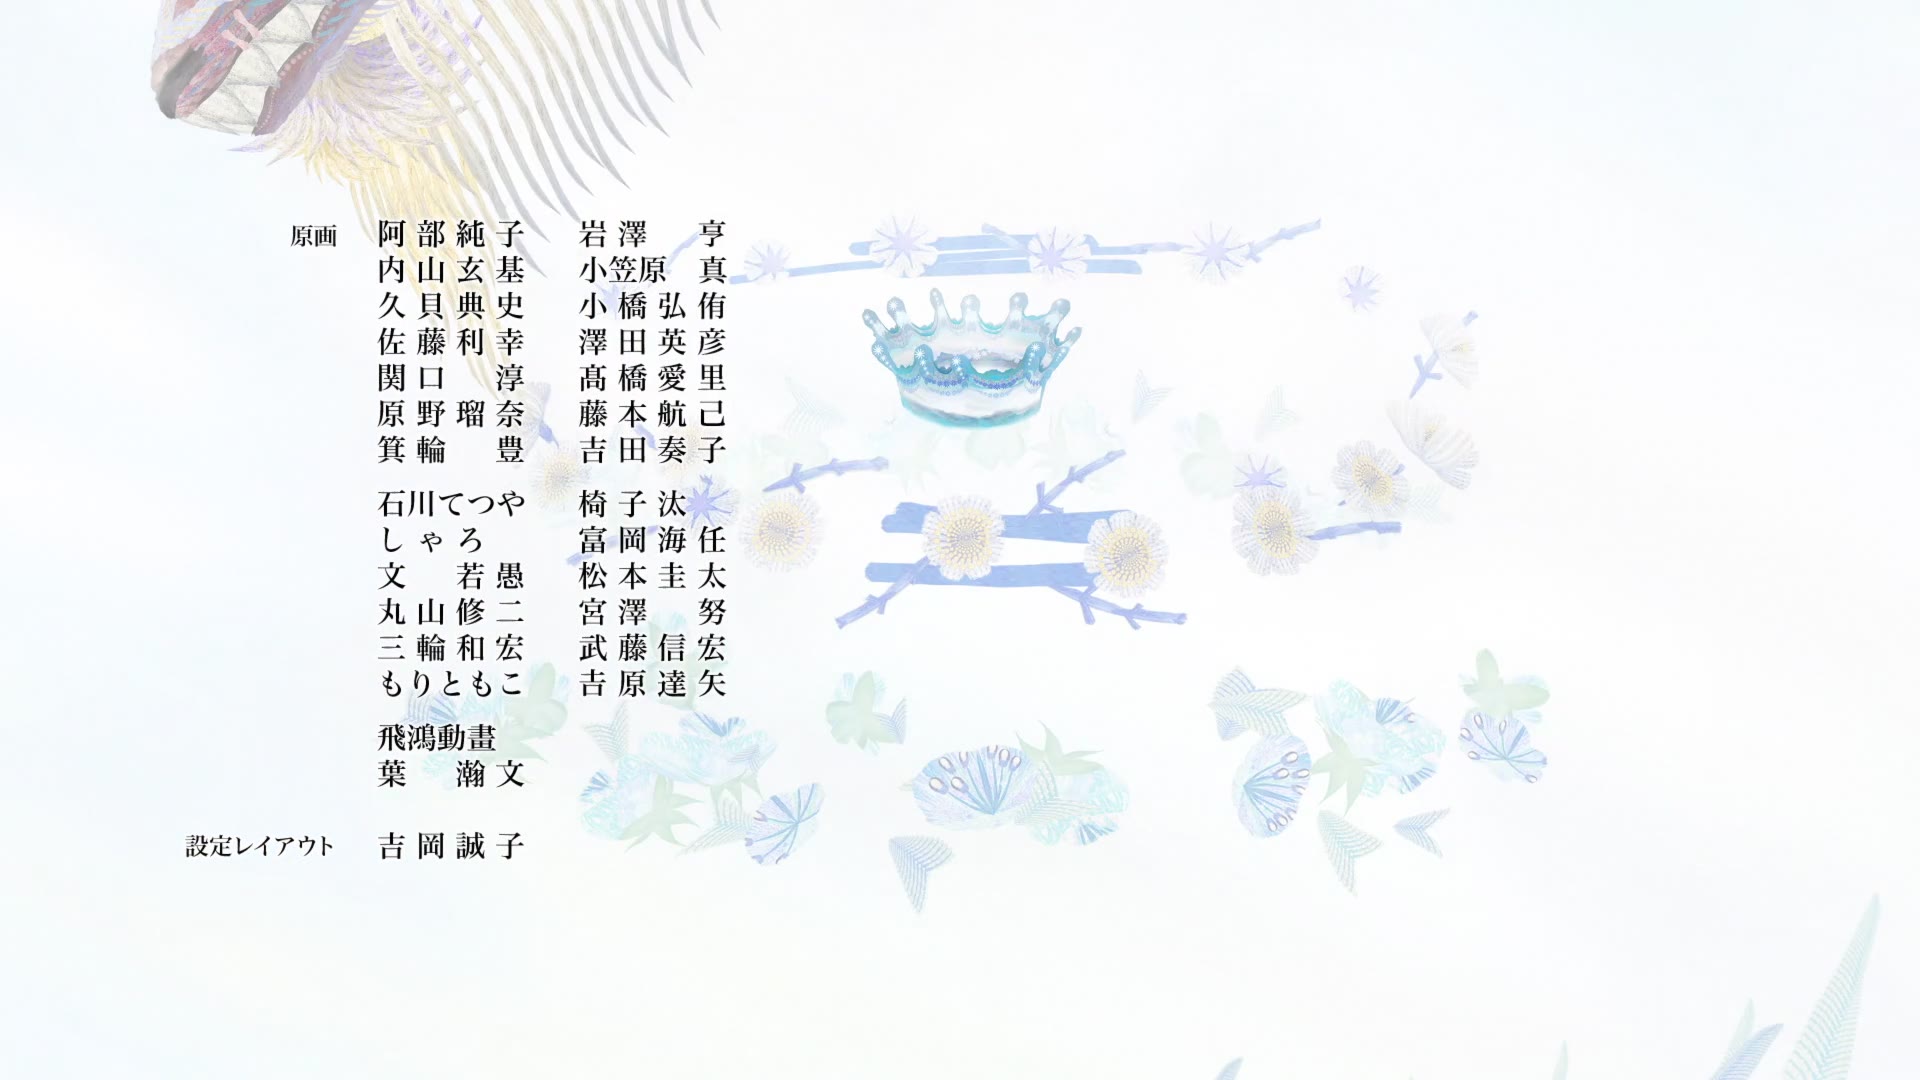 原画 阿部純子 岩澤 亨
内山玄基 小笠原 真
久貝典史 小橋弘侑
佐藤利幸 澤田英彦
関口 淳 髙橋愛里
原野瑠奈 藤本航己
箕輪 豊 吉田奏子
石川てつや 椅子汰
しゃろ 富岡海任
文 若愚 松本圭太
丸山修二 宮澤 努
三輪和宏 武藤信宏
もりともこ 𠮷原達矢
飛鴻動畫
葉 瀚文
設定レイアウト 吉岡誠子